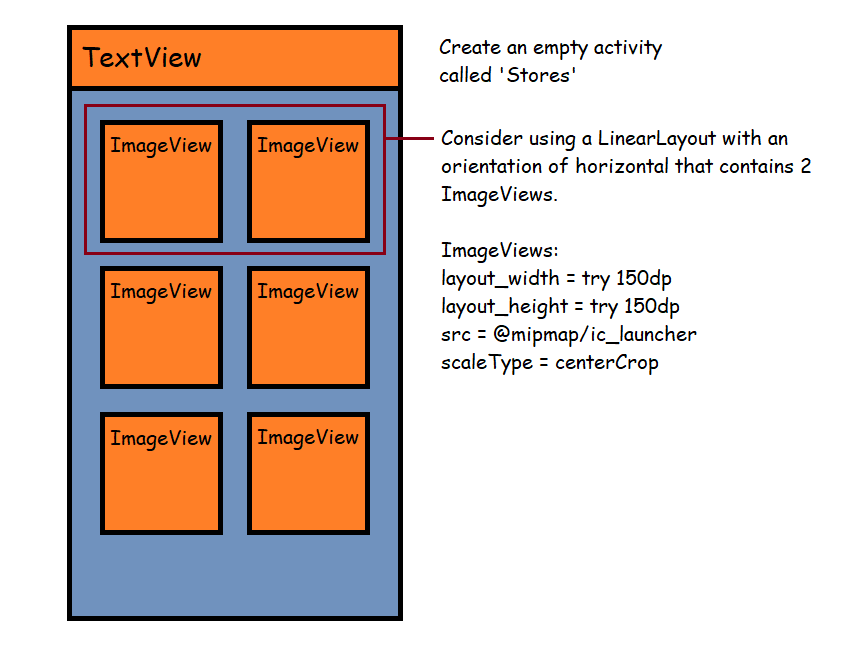 TextView
Create an empty activity
called 'Stores'
ImageView
ImageView
Consider using a LinearLayout with an
orientation of horizontal that contains 2
ImageViews.
ImageViews:
layout_width = try 150dp
layout_height = try 150dp
src = @mipmap/ic_launcher
scaleType = centerCrop
ImageView
ImageView
ImageView
ImageView